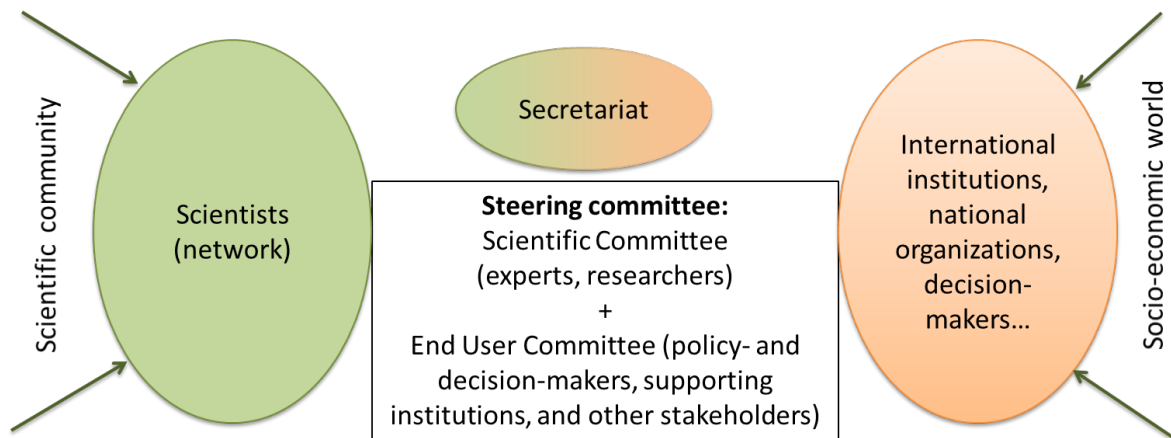 Scientific community
Scientists
(network)
Secretariat
Steering committee:
Scientific Committee
(experts, researchers)
+
End User Committee (policy- and
decision-makers, supporting
institutions, and other stakeholders)
International
institutions,
national
organizations,
decision-
makers...
Socio-economic world